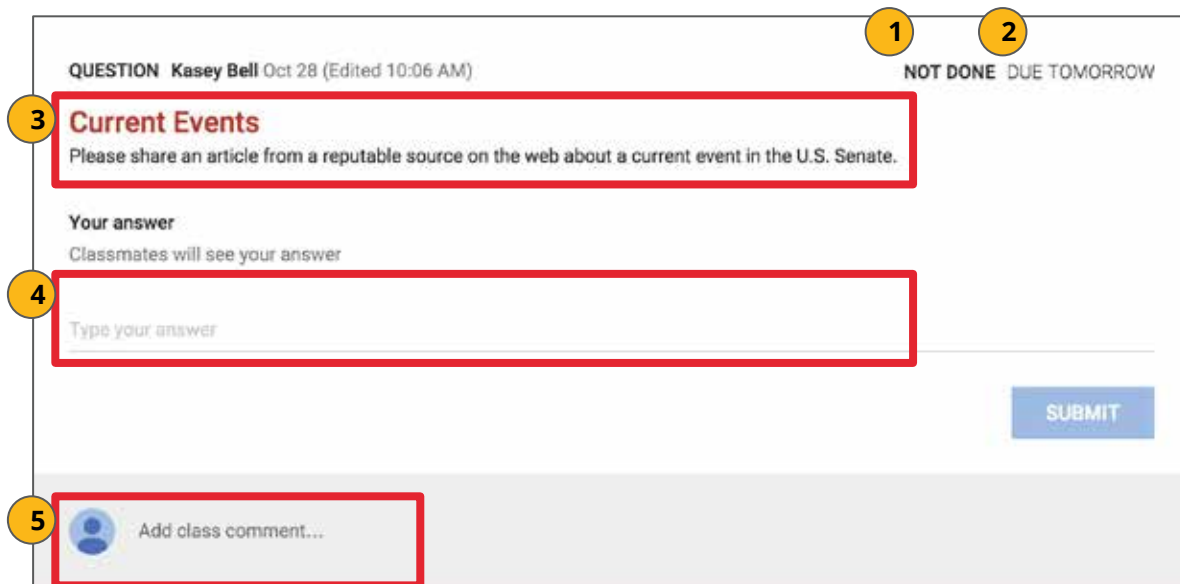 1 2
QUESTION Kasey Bell Oct 28 (Edited 10:06 AM) NOT DONE DUE TOMORROW
3 Current Events
Please share an article from a reputable source on the web about a current event in the U.S. Senate.
Your answer
Classmates will see your answer
4
Type your answer
SUBMIT
5 Add class comment...